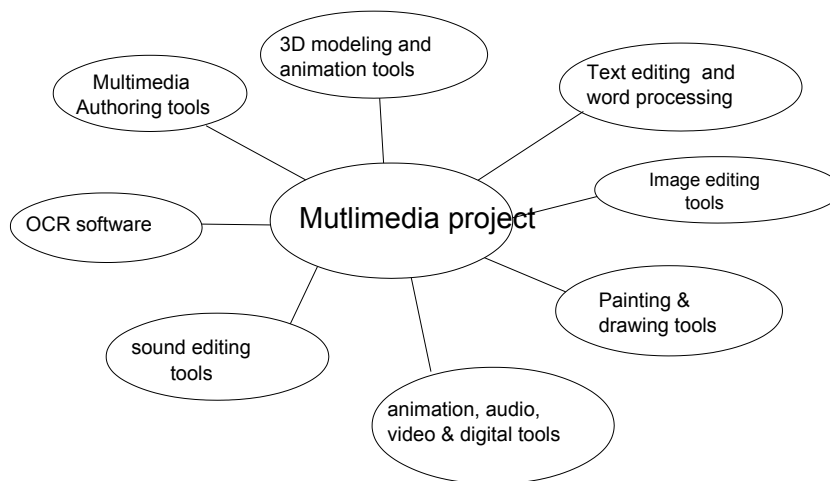 3D modeling and
animation tools
Multimedia
Authoring tools
Text editing and
word processing
Image editing
tools
OCR software
Mutlimedia project
Painting &
drawing tools
sound editing
tools
animation, audio,
video & digital tools